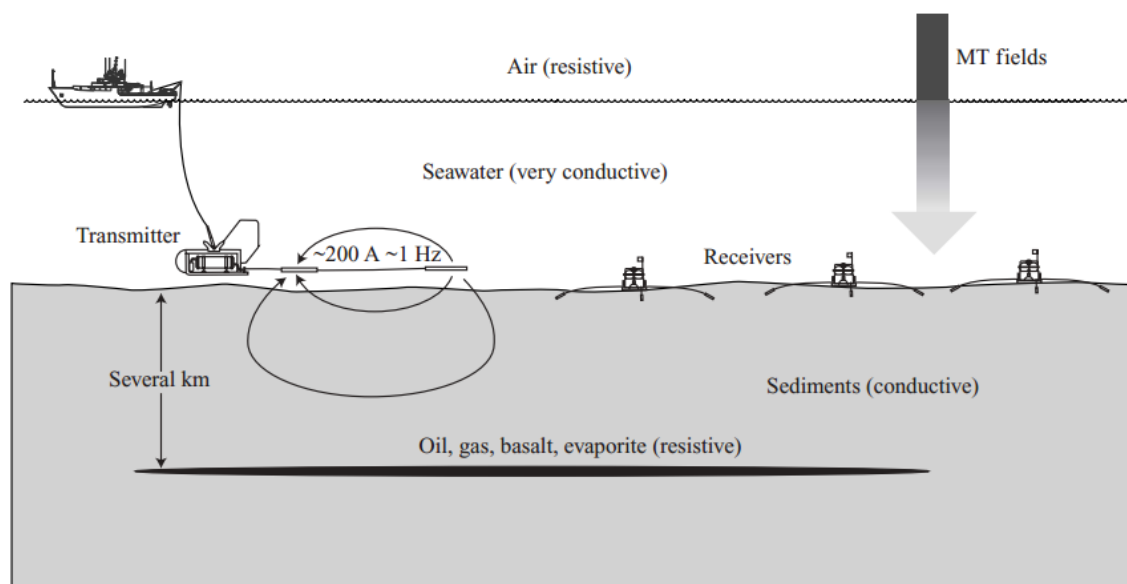 Air (resistive)
MT fields
Seawater (very conductive)
Transmitter
~200 A ~1 Hz
Receivers
Several km
Sediments (conductive)
Oil, gas, basalt, evaporite (resistive)